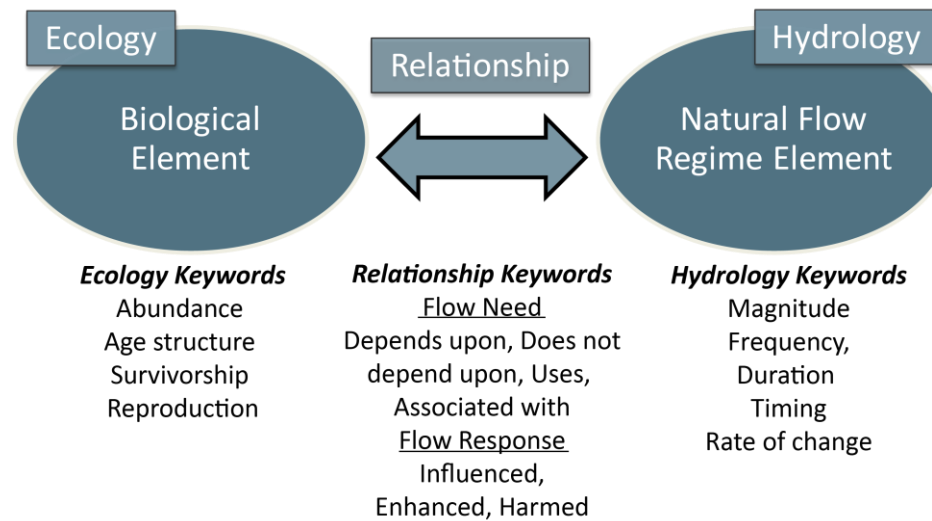 Ecology
Biological
Element
Relationship
Hydrology
Natural Flow
Regime Element
Ecology Keywords
Abundance
Age structure
Survivorship
Reproduction
Relationship Keywords
Flow Need
Depends upon, Does not
depend upon, Uses,
Associated with
Flow Response
Influenced,
Enhanced, Harmed
Hydrology Keywords
Magnitude
Frequency,
Duration
Timing
Rate of change